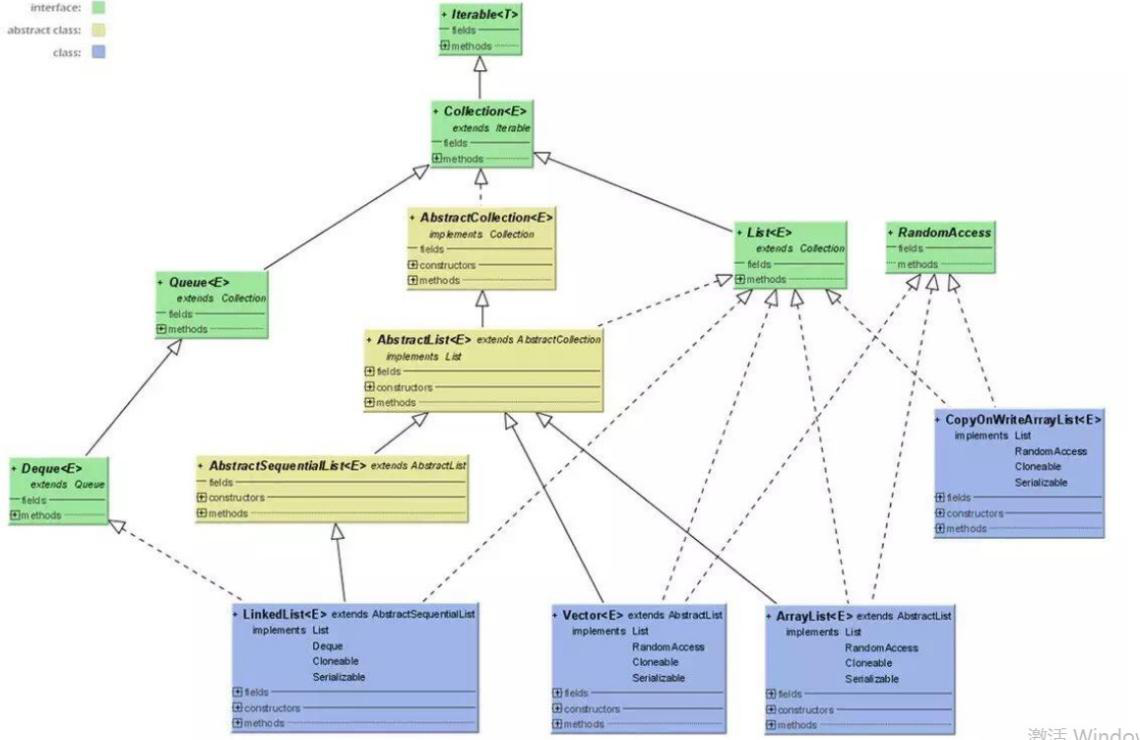 interface:
abstract class:
class:
+ Iterable<T>
fields
methods
+ Collection<E>
extends Iterable
fields
methods
+ AbstractCollection<E>
implements Collection
fields
constructors
methods
+ List<E>
extends Collection
fields
methods
+ RandomAccess
fields
methods
+ Queue<E>
extends Collection
fields
methods
+ AbstractList<E> extends AbstractCollection
implements List
fields
constructors
methods
+ CopyOnWriteArrayList<E>
implements List
RandomAccess
Cloneable
Serializable
fields
constructors
methods
+ Deque<E>
extends Queue
fields
methods
+ AbstractSequentialList<E> extends AbstractList
fields
constructors
methods
+ LinkedList<E> extends AbstractSequentialList
implements List
Deque
Cloneable
Serializable
fields
constructors
methods
+ Vector<E> extends AbstractList
implements List
RandomAccess
Cloneable
Serializable
fields
constructors
methods
+ ArrayList<E> extends AbstractList
implements List
RandomAccess
Cloneable
Serializable
fields
constructors
methods
激活 Window